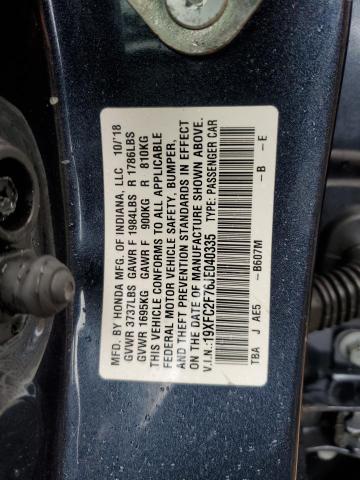 MFD. BY HONDA MFG. OF INDIANA, LLC 10/18
GVWR 3737LBS GAWR F 1984LBS R 1786LBS
GVWR 1695KG GAWR F 900KG R 810KG
THIS VEHICLE CONFORMS TO ALL APPLICABLE
FEDERAL MOTOR VEHICLE SAFETY, BUMPER,
AND THEFT PREVENTION STANDARDS IN EFFECT
ON THE DATE OF MANUFACTURE SHOWN ABOVE.
V.I.N.: 19XFC2F76JE040335 TYPE: PASSENGER CAR
TBA J AE5 -B607M -B -E